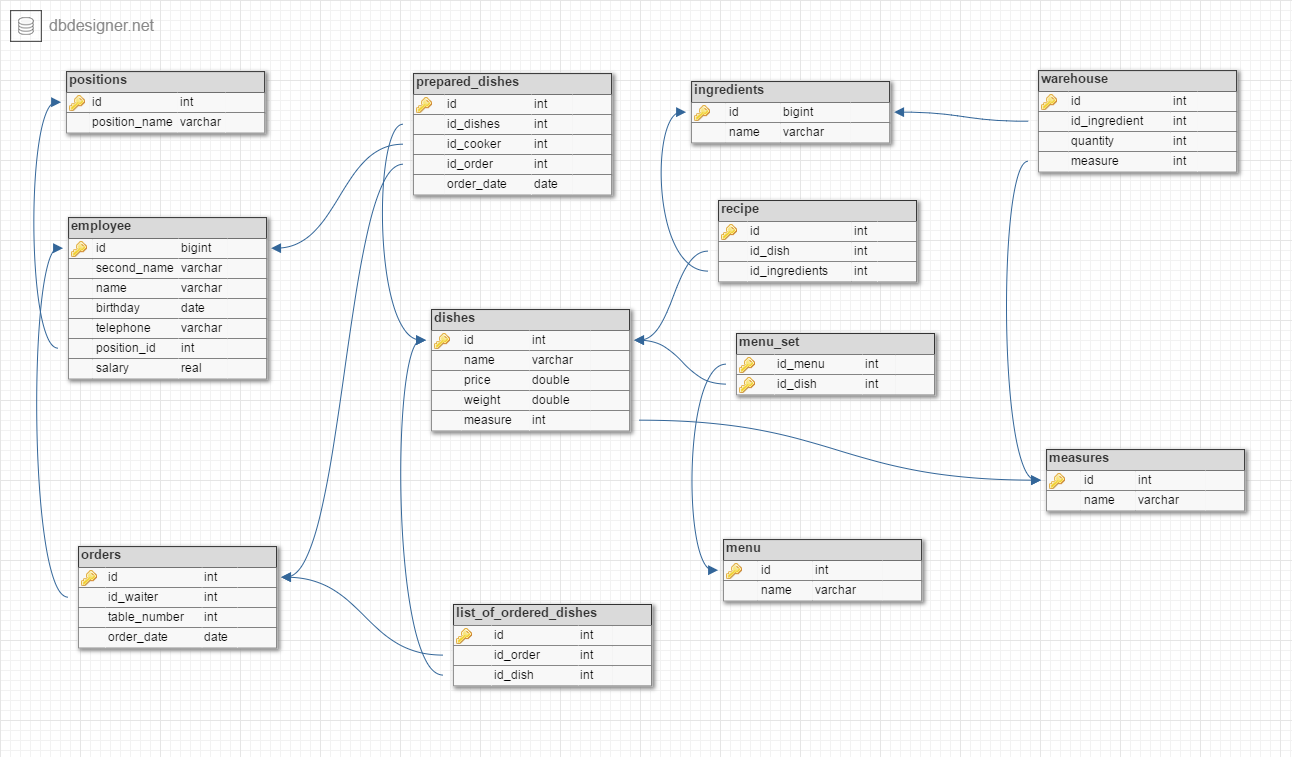 dbdesigner.net
positions
id int
position_name varchar
employee
id bigint
second_name varchar
name varchar
birthday date
telephone varchar
position_id int
salary real
orders
id int
id_waiter int
table_number int
order_date date
prepared_dishes
id int
id_dishes int
id_cooker int
id_order int
order_date date
dishes
id int
name varchar
price double
weight double
measure int
list_of_ordered_dishes
id int
id_order int
id_dish int
ingredients
id bigint
name varchar
recipe
id int
id_dish int
id_ingredients int
menu_set
id_menu int
id_dish int
menu
id int
name varchar
warehouse
id int
id_ingredient int
quantity int
measure int
measures
id int
name varchar